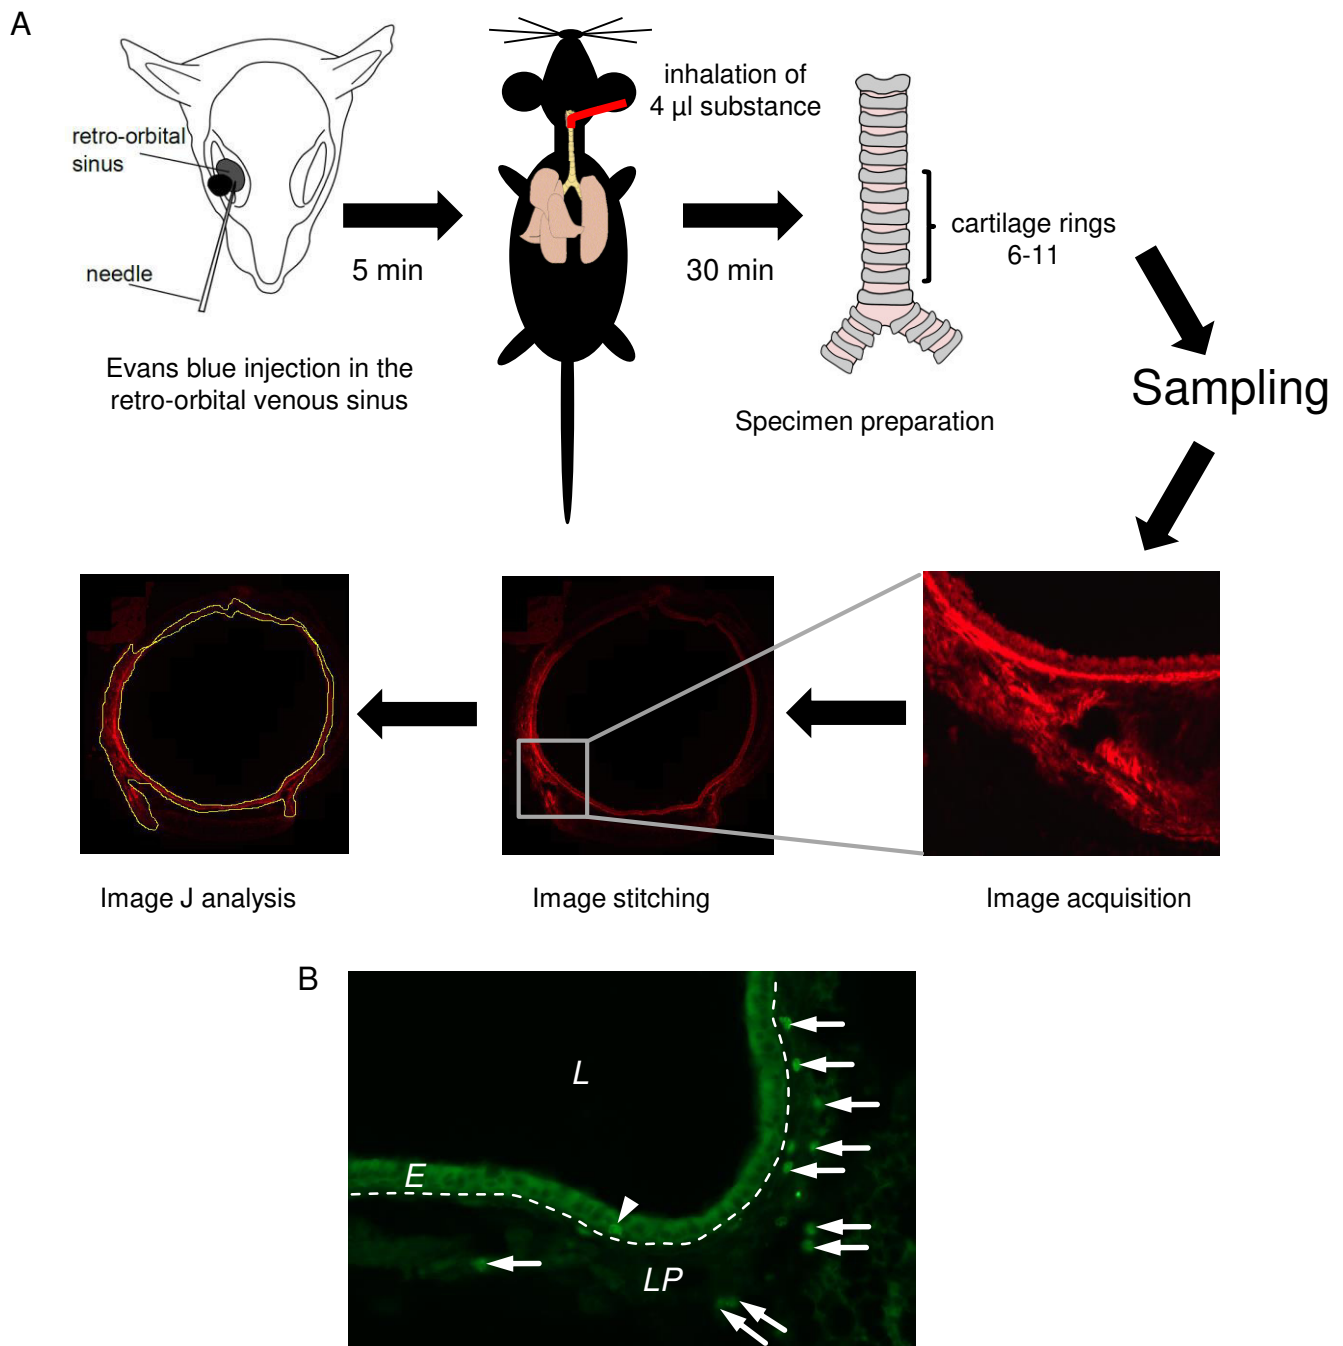 A
retro-orbital
sinus
needle
Evans blue injection in the
retro-orbital venous sinus
5 min
inhalation of
4 µl substance
30 min
cartilage rings
6-11
Specimen preparation
Sampling
Image J analysis
Image stitching
Image acquisition
B
L
E
LP